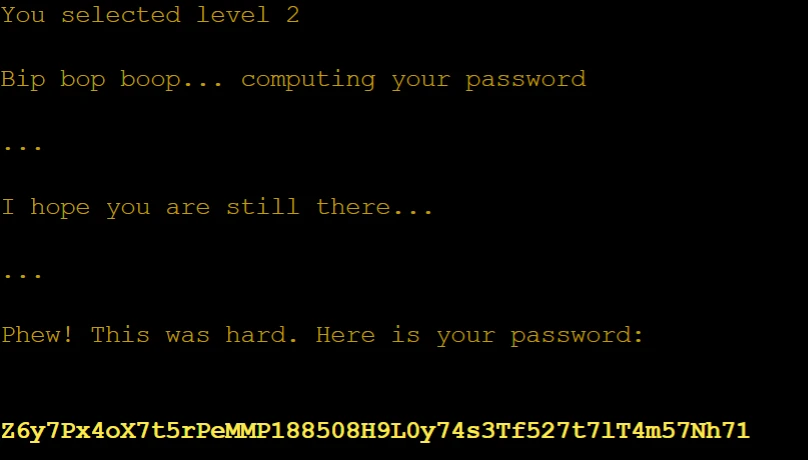 You selected level 2
Bip bop boop... computing your password
...
I hope you are still there...
...
Phew! This was hard. Here is your password:
Z6y7Px4oX7t5rPeMMP188508H9L0y74s3Tf527t7lT4m57Nh71